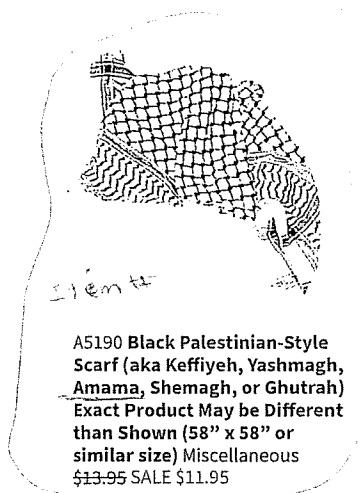 A5190 Black Palestinian-Style
Scarf (aka Keffiyeh, Yashmagh,
Amama, Shemagh, or Ghutrah)
Exact Product May be Different
than Shown (58” x 58” or
similar size) Miscellaneous
$13.95 SALE $11.95